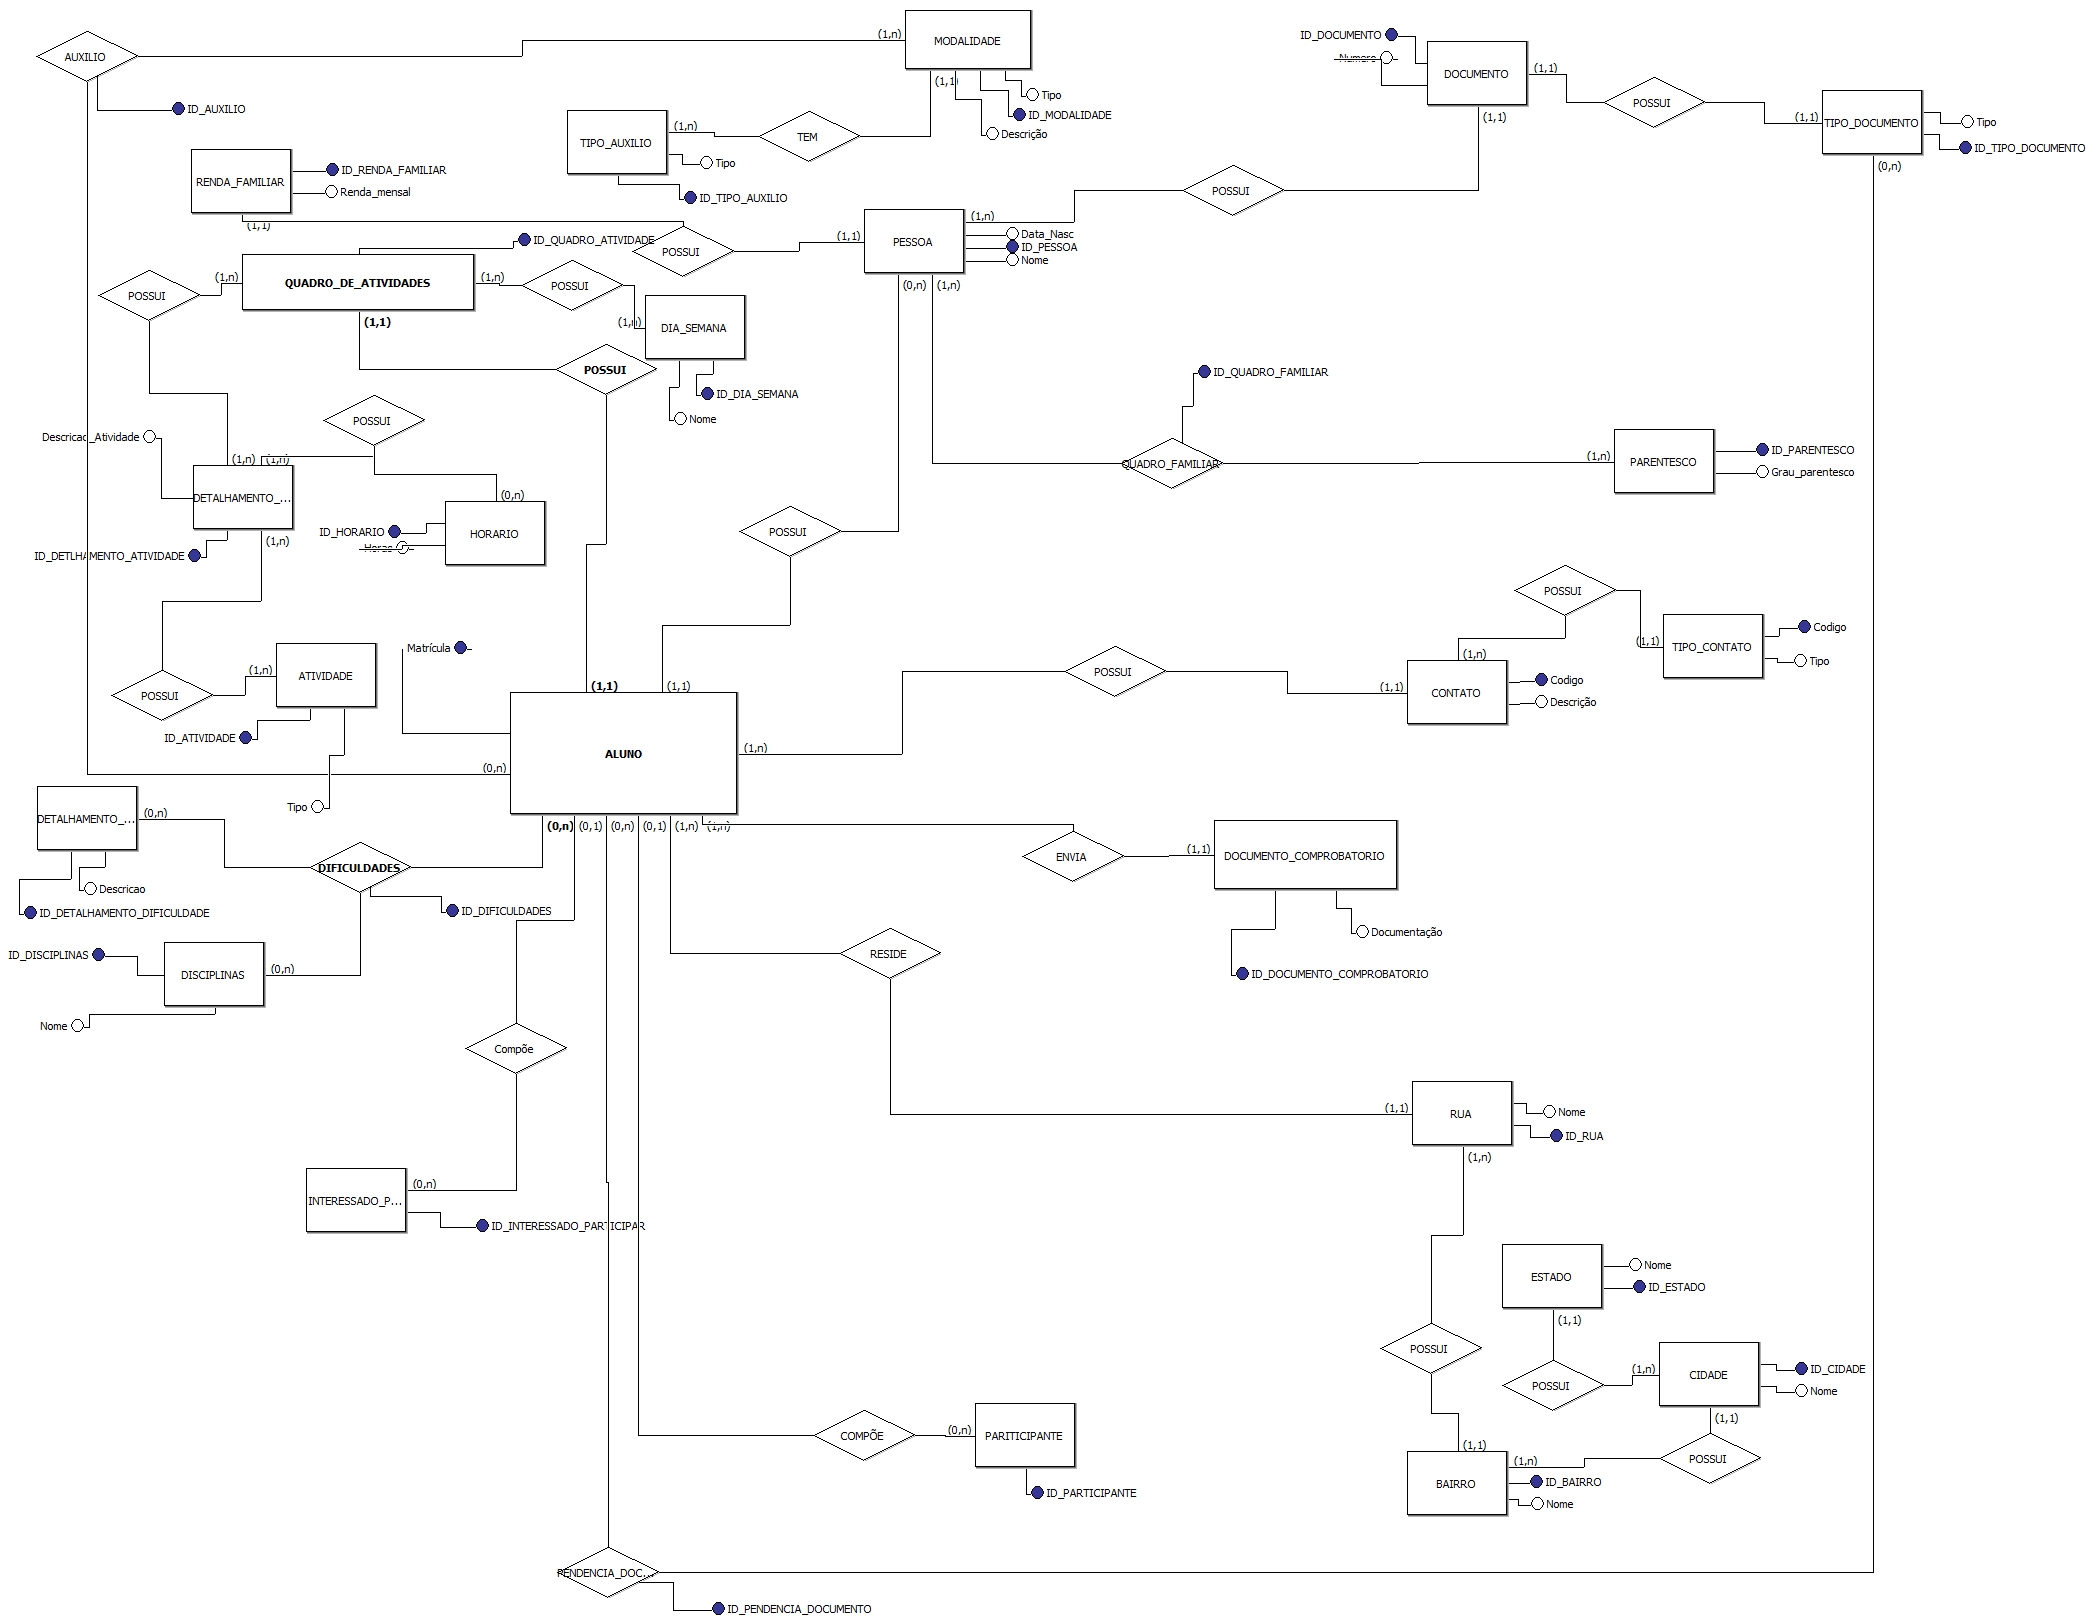 AUXILIO
(1,n)
MODALIDADE
ID_DOCUMENTO
Numero
DOCUMENTO
(1,1)
POSSUI
(1,1)
TIPO_DOCUMENTO
Tipo
ID_TIPO_DOCUMENTO
(0,n)
(1,1)
ID_AUXILIO
(1,1)
Tipo
ID_MODALIDADE
Descrição
TIPO_AUXILIO
(1,n)
TEM
Tipo
ID_TIPO_AUXILIO
RENDA_FAMILIAR
ID_RENDA_FAMILIAR
Renda_mensal
(1,1)
POSSUI
(1,1)
PESSOA
(1,n)
Data_Nasc
ID_PESSOA
Nome
(0,n)
(1,n)
POSSUI
ID_QUADRO_ATIVIDADE
POSSUI
(1,n)
QUADRO_DE_ATIVIDADES
(1,n)
POSSUI
(1,1)
(1,n)
DIA_SEMANA
POSSUI
ID_DIA_SEMANA
Nome
ID_QUADRO_FAMILIAR
QUADRO_FAMILIAR
(1,n)
PARENTESCO
ID_PARENTESCO
Grau_parentesco
POSSUI
Descricao_Atividade
(1,n)
(1,n)
DETALHAMENTO_...
(0,n)
ID_HORARIO
Horas
HORARIO
ID_DETLHAMENTO_ATIVIDADE
(1,n)
POSSUI
POSSUI
(1,1)
TIPO_CONTATO
Codigo
Tipo
Matrícula
POSSUI
(1,n)
ATIVIDADE
ID_ATIVIDADE
Tipo
(1,1)
(1,1)
ALUNO
(1,n)
POSSUI
(1,1)
(1,n)
CONTATO
Codigo
Descrição
(0,n)
(0,n)
(0,1)
(0,n)
(0,1)
(1,n)
(1,n)
DETALHAMENTO_...
(0,n)
Descricao
ID_DETALHAMENTO_DIFICULDADE
DIFICULDADES
ID_DIFICULDADES
ENVIA
(1,1)
DOCUMENTO_COMPROBATORIO
Documentação
ID_DOCUMENTO_COMPROBATORIO
ID_DISCIPLINAS
DISCIPLINAS
(0,n)
Nome
RESIDE
Compõe
(1,1)
RUA
Nome
ID_RUA
(1,n)
INTERESSADO_P...
(0,n)
ID_INTERESSADO_PARTICIPAR
ESTADO
Nome
ID_ESTADO
(1,1)
POSSUI
POSSUI
(1,n)
CIDADE
ID_CIDADE
Nome
(1,1)
COMPÕE
(0,n)
PARITICIPANTE
ID_PARTICIPANTE
(1,1)
BAIRRO
(1,n)
POSSUI
ID_BAIRRO
Nome
PENDENCIA_DOC...
ID_PENDENCIA_DOCUMENTO